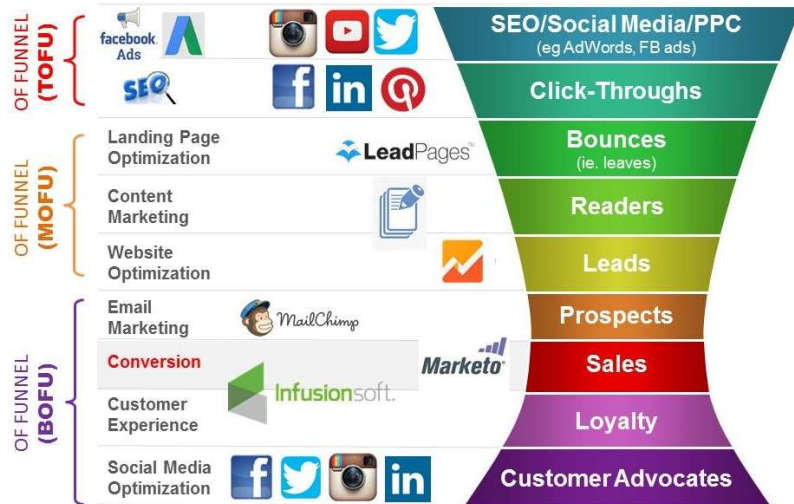 OF FUNNEL
(TOFU)
facebook
Ads
SEO
SEO/Social Media/PPC
(eg AdWords, FB ads)
Click-Throughs
OF FUNNEL
(MOFU)
Landing Page
Optimization
LeadPages™
Bounces
(ie. leaves)
Content
Marketing
Readers
Website
Optimization
Leads
OF FUNNEL
(BOFU)
Email
Marketing
MailChimp
Prospects
Conversion
Marketo
Sales
Infusionsoft.
Customer
Experience
Loyalty
Social Media
Optimization
in
Customer Advocates